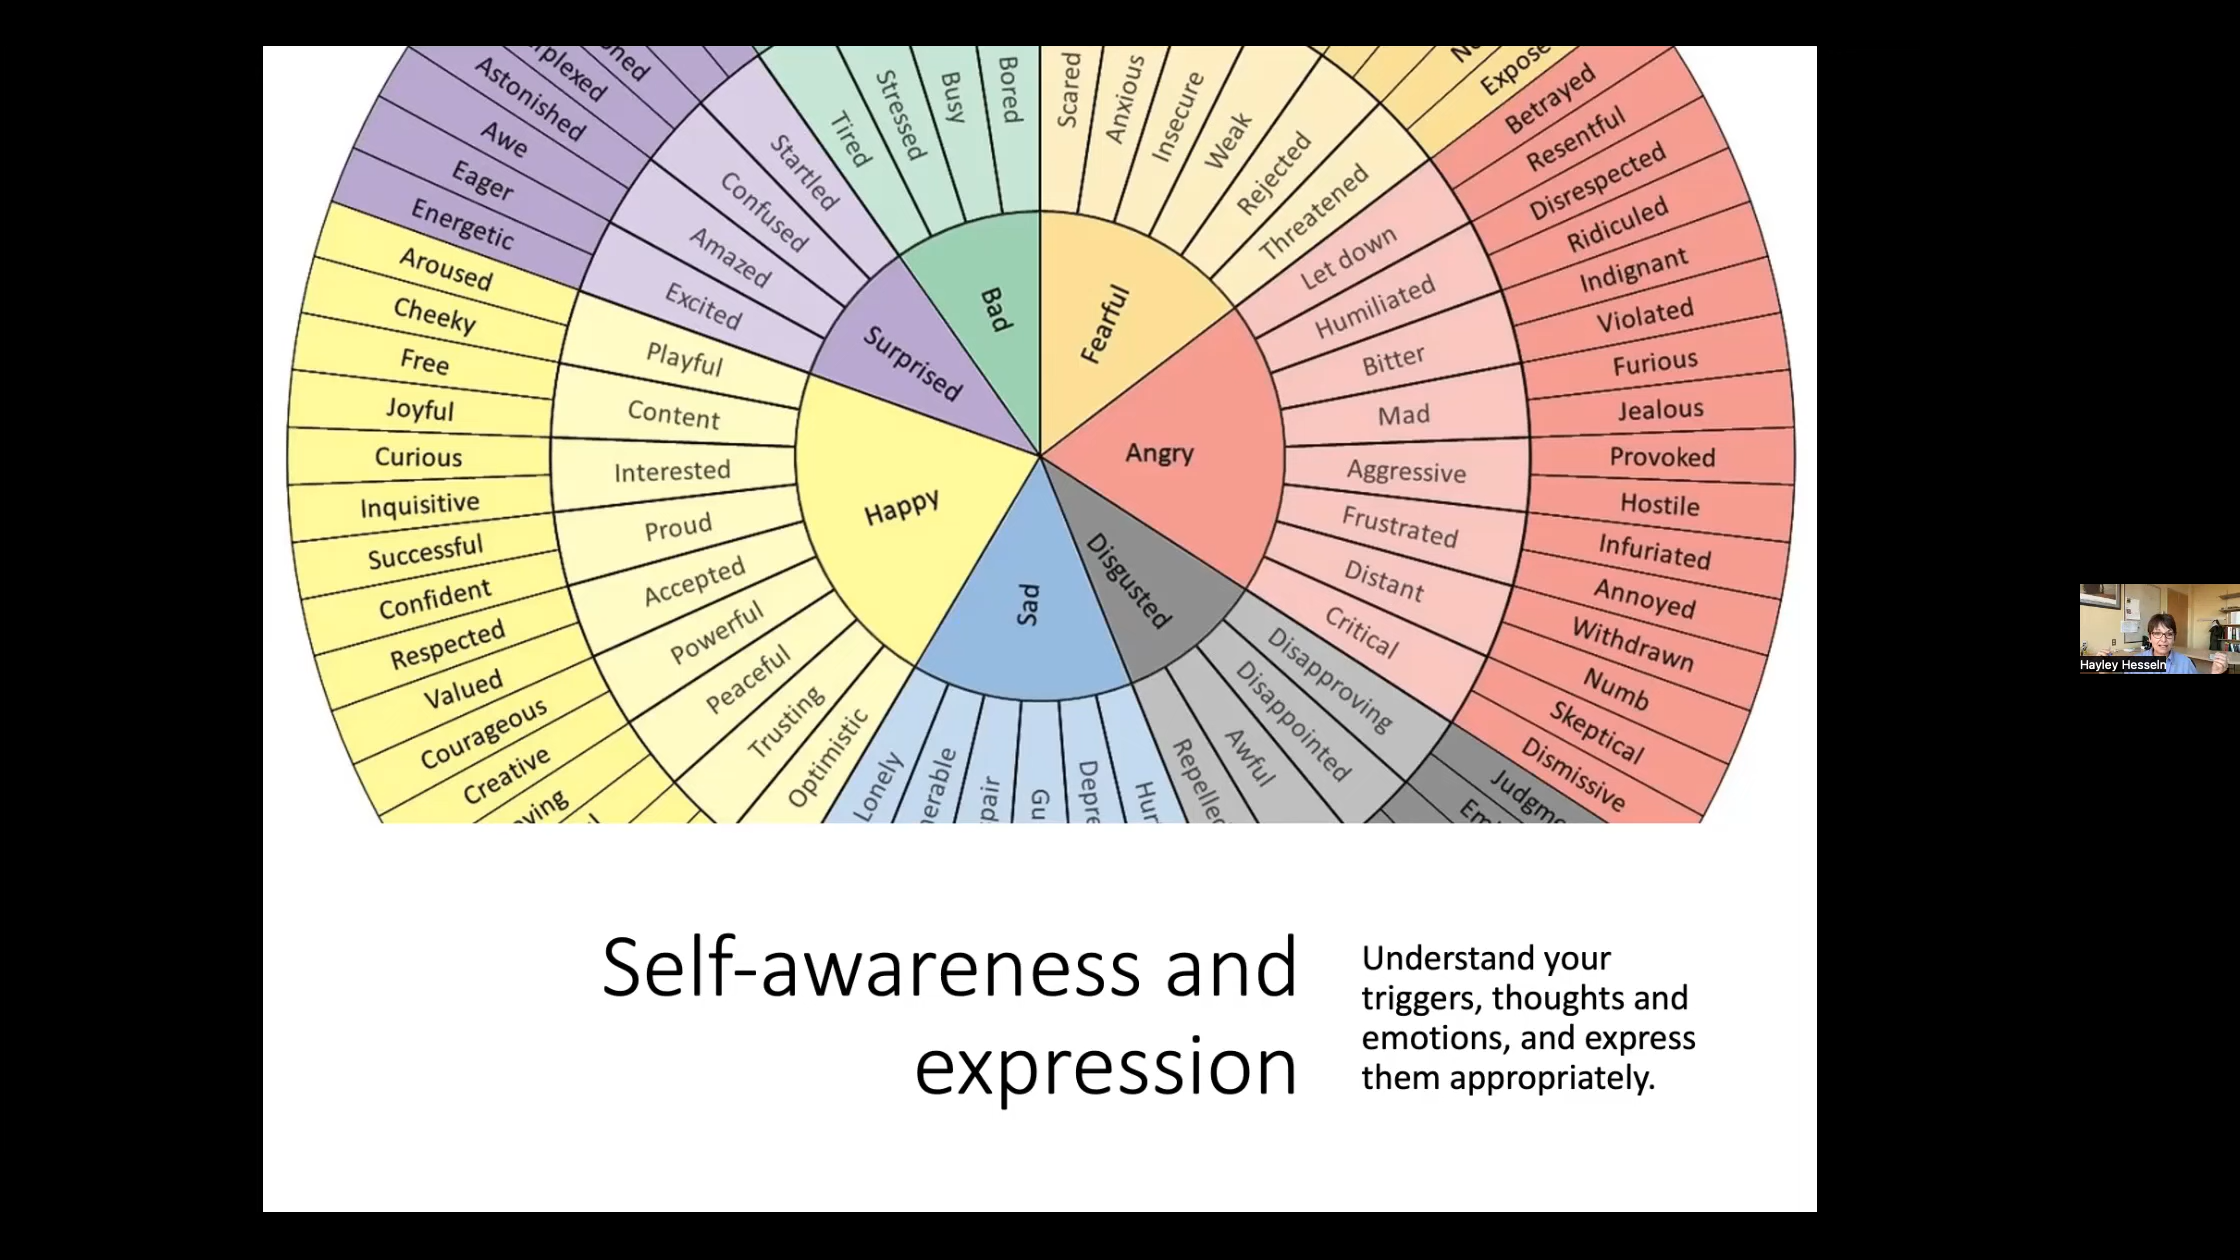 Bad
Fearful
Angry
Disgusted
Sad
Happy
Surprised
Tired
Stressed
Busy
Bored
Scared
Anxious
Insecure
Weak
Rejected
Threatened
Let down
Humiliated
Bitter
Mad
Aggressive
Frustrated
Distant
Critical
Disapproving
Disappointed
Awful
Lonely
Optimistic
Trusting
Peaceful
Powerful
Accepted
Proud
Interested
Content
Playful
Excited
Amazed
Confused
Startled
Betrayed
Resentful
Disrespected
Ridiculed
Indignant
Violated
Furious
Jealous
Provoked
Hostile
Infuriated
Annoyed
Withdrawn
Numb
Skeptical
Dismissive
Creative
Courageous
Valued
Respected
Confident
Successful
Inquisitive
Curious
Joyful
Free
Cheeky
Aroused
Energetic
Eager
Awe
Astonished
Self-awareness and
expression
Understand your
triggers, thoughts and
emotions, and express
them appropriately.
Hayley Hesseln